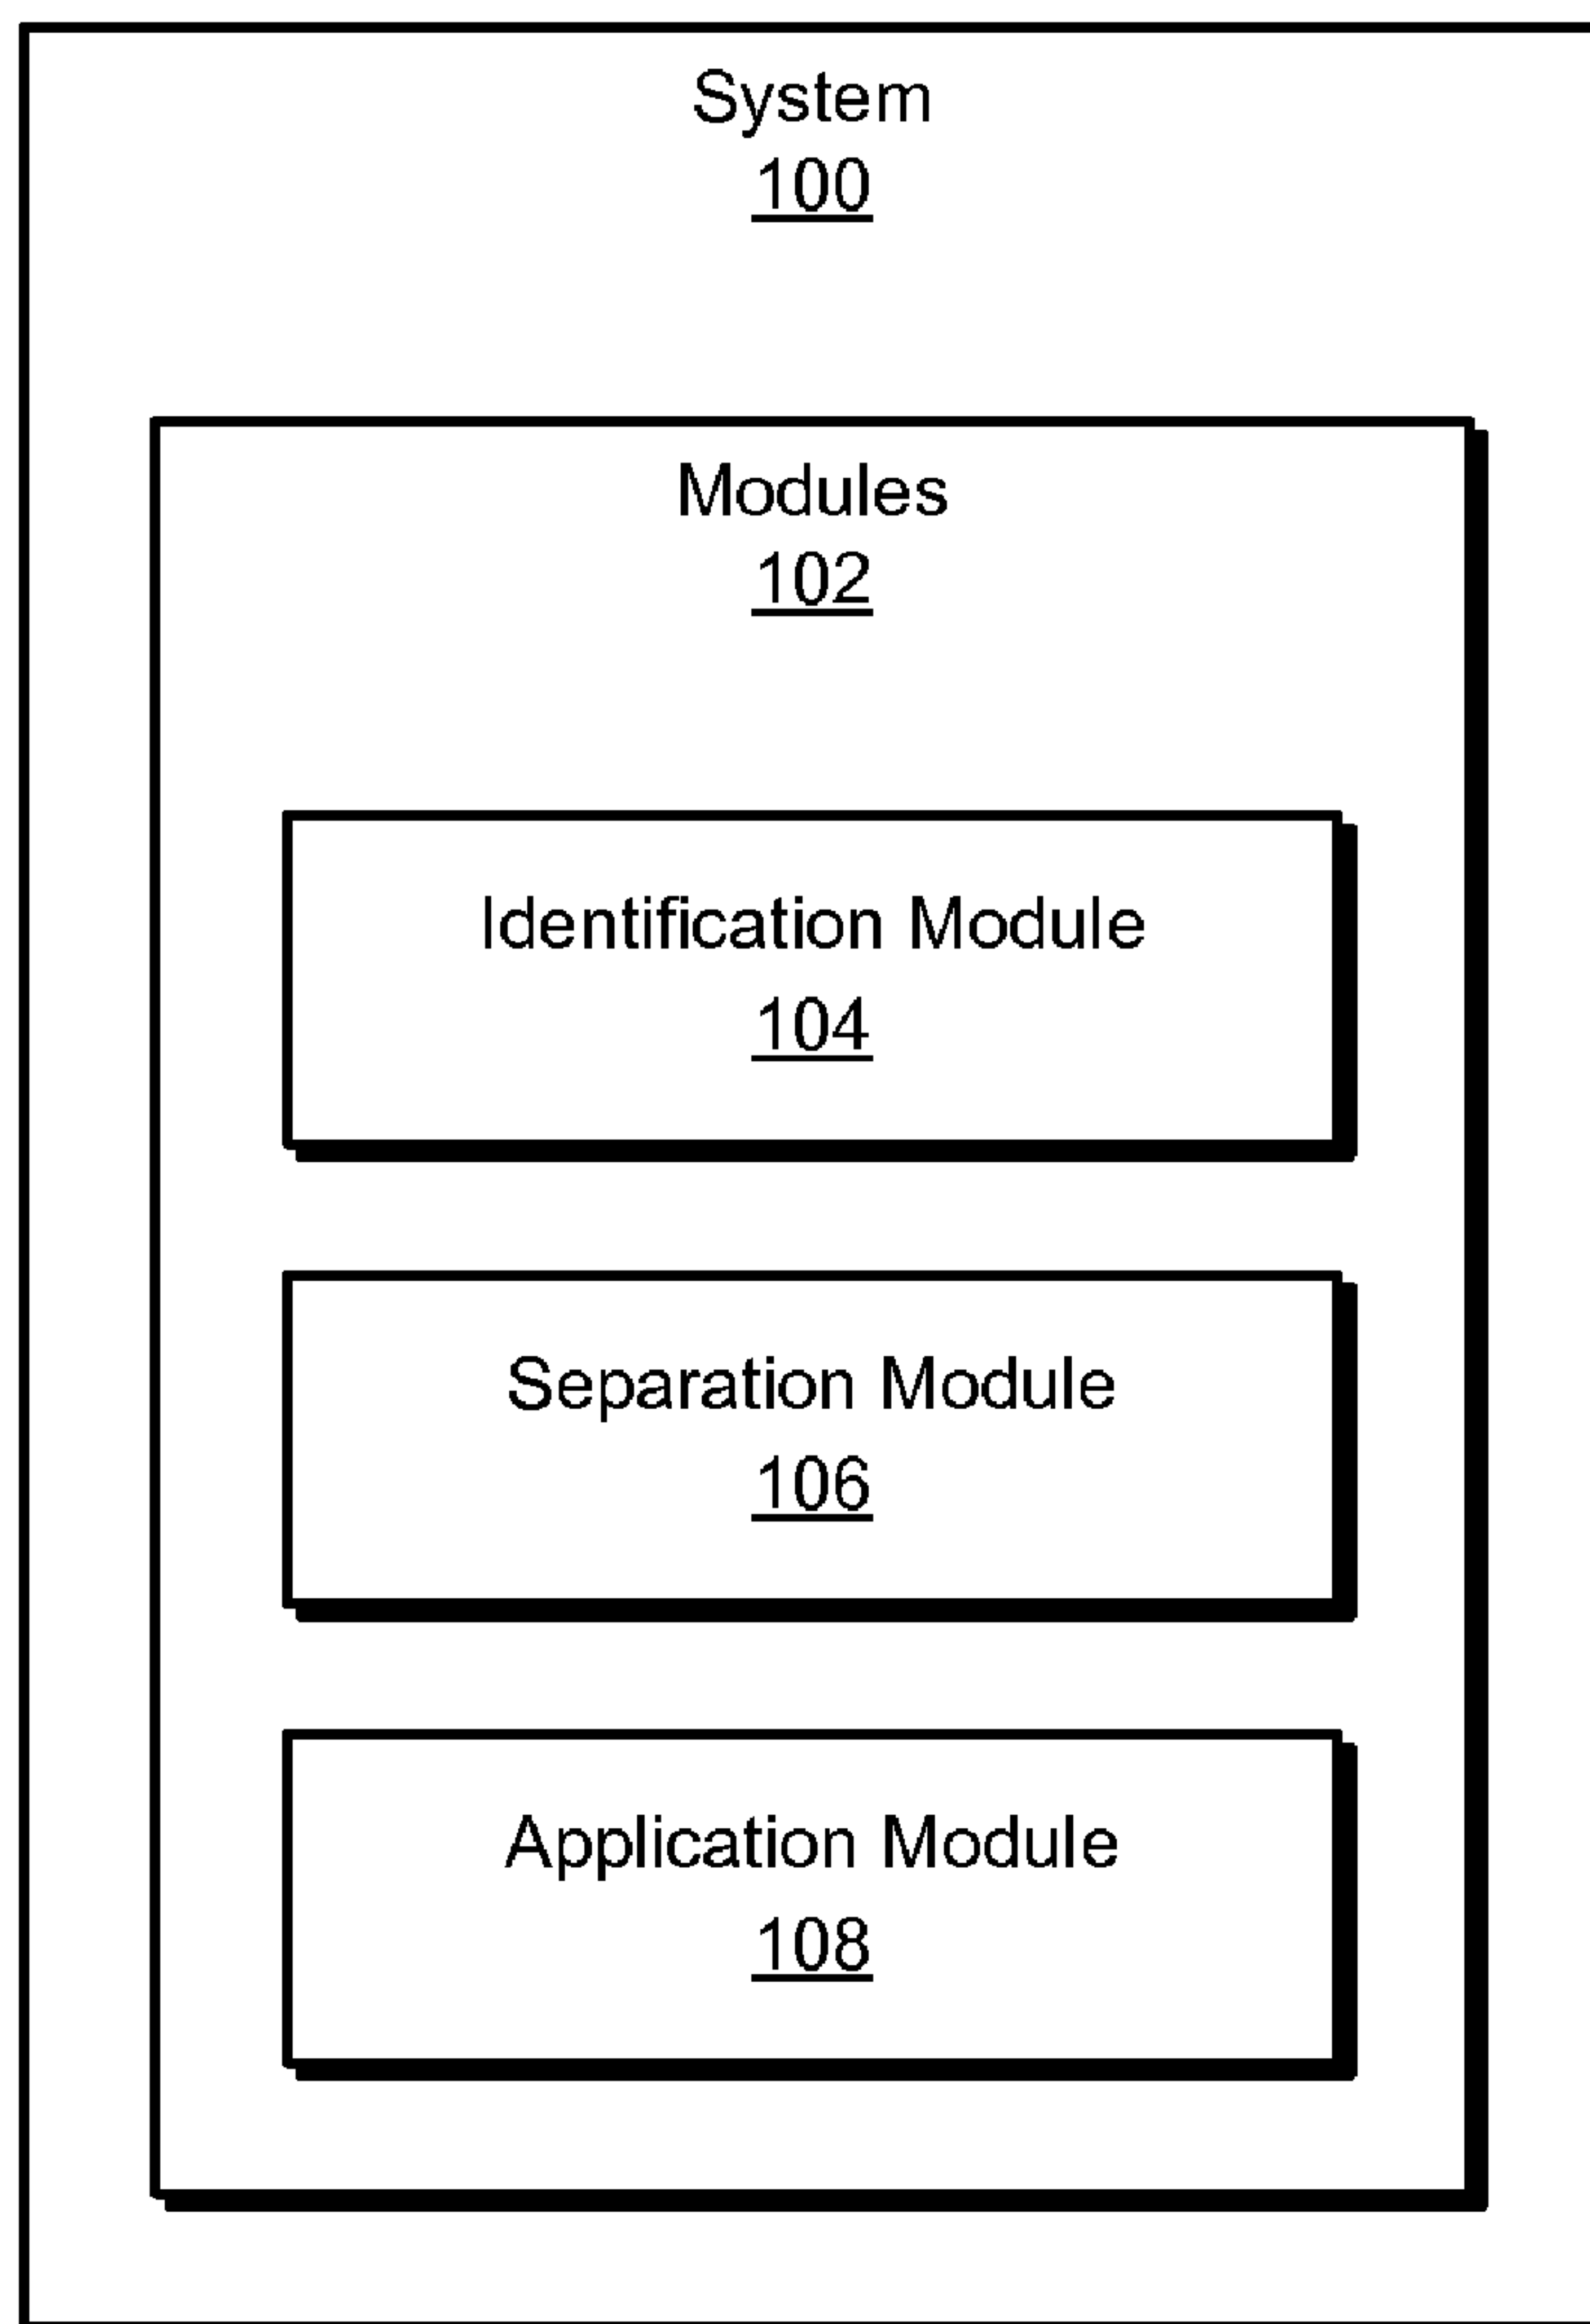 System
100
Modules
102
Identification Module
104
Separation Module
106
Application Module
108